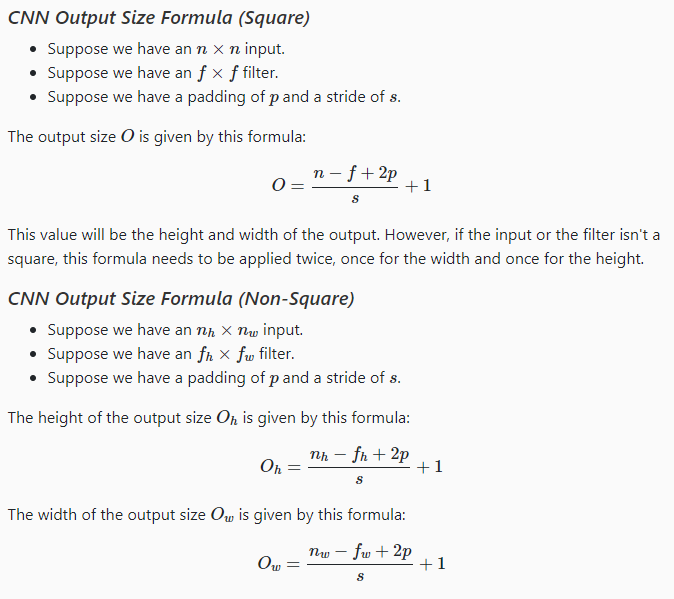 CNN Output Size Formula (Square)
• Suppose we have an n × n input.
• Suppose we have an f × f filter.
• Suppose we have a padding of p and a stride of s.
The output size O is given by this formula:
O = \frac{n − f + 2p}{s} + 1
This value will be the height and width of the output. However, if the input or the filter isn't a
square, this formula needs to be applied twice, once for the width and once for the height.
CNN Output Size Formula (Non-Square)
• Suppose we have an n_h × n_w input.
• Suppose we have an f_h × f_w filter.
• Suppose we have a padding of p and a stride of s.
The height of the output size O_h is given by this formula:
O_h = \frac{n_h − f_h + 2p}{s} + 1
The width of the output size O_w is given by this formula:
O_w = \frac{n_w − f_w + 2p}{s} + 1